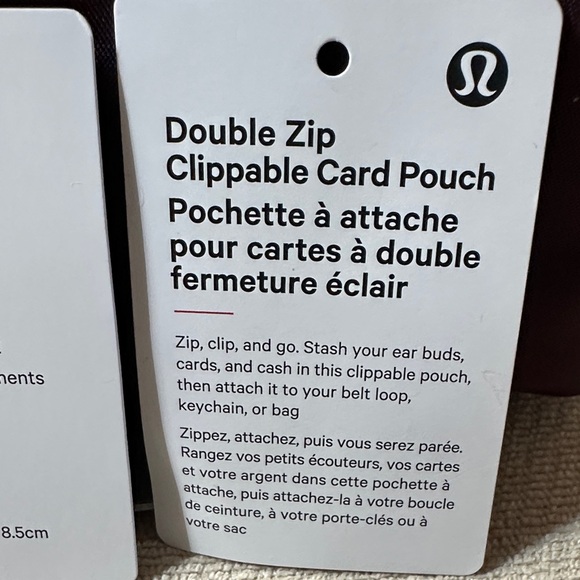 Double Zip
Clippable Card Pouch
Pochette à attache
pour cartes à double
fermeture éclair
Zip, clip, and go. Stash your ear buds,
cards, and cash in this clippable pouch,
then attach it to your belt loop,
keychain, or bag
Zippez, attachez, puis vous serez parée.
Rangez vos petits écouteurs, vos cartes
et votre argent dans cette pochette à
attache, puis attachez-la à votre boucle
de ceinture, à votre porte-clés ou à
votre sac
8.5cm